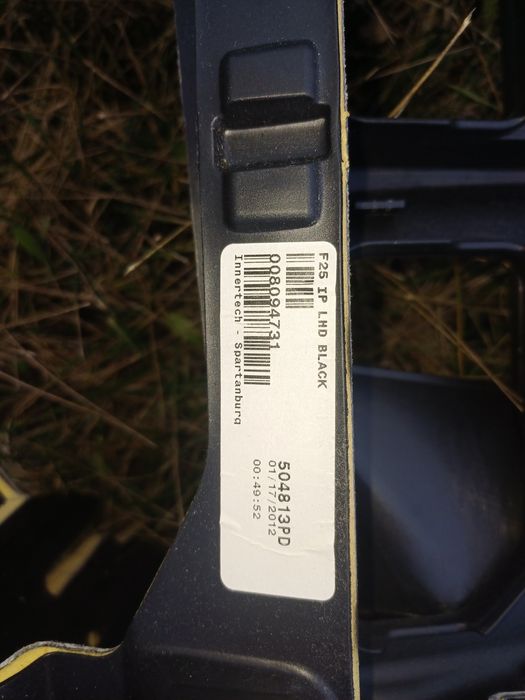 F25 IP LHD BLACK
008094731
Innertech - Spartanburg
504813PD
01/17/2012
00:49:52